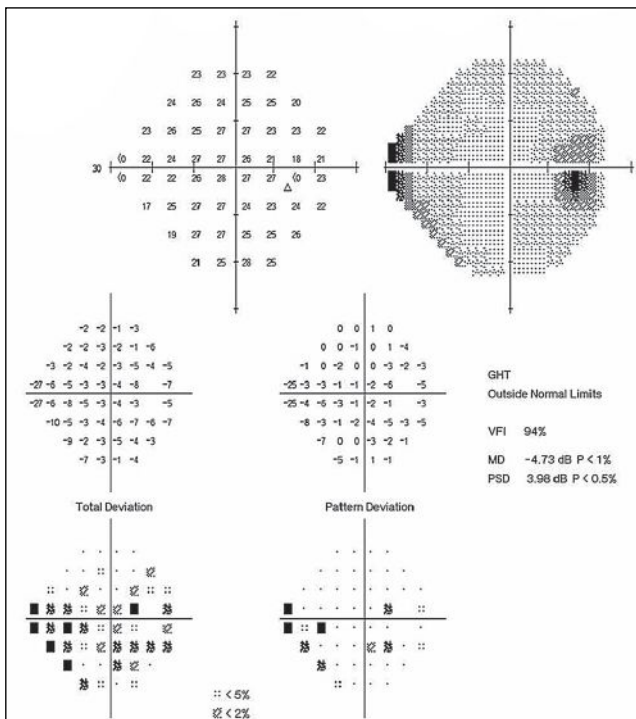 23 23 23 22
24 26 24 25 25 20
23 26 25 27 27 23 23 22
⟨0 22 24 27 27 26 21 18 21
30
⟨0 22 22 26 28 27 27 ⟨0 23
17 25 27 27 24 23 24 22
19 27 27 25 25 26
21 25 28 25
-2 -2 -1 -3
-2 -2 -3 -2 -1 -6
-3 -2 -4 -2 -3 -5 -4 -5
-27 -6 -5 -3 -3 -4 -8 -7
-27 -6 -8 -5 -3 -4 -3 -5
-10 -5 -3 -4 -6 -7 -6 -7
-9 -2 -3 -5 -4 -3
-7 -3 -1 -4
Total Deviation
0 0 1 0
0 0 -1 0 0 -4
-1 0 -2 0 0 -3 -2 -3
-25 -3 -3 -1 -1 -2 -6 -5
-25 -4 -6 -3 -1 -2 -1 -3
-8 -3 -1 -2 -4 -5 -3 -5
-7 0 0 -3 -2 -1
-5 -1 1 -1
Pattern Deviation
GHT
Outside Normal Limits
VFI 94%
MD -4.73 dB P < 1%
PSD 3.98 dB P < 0.5%
< 5%
< 2%